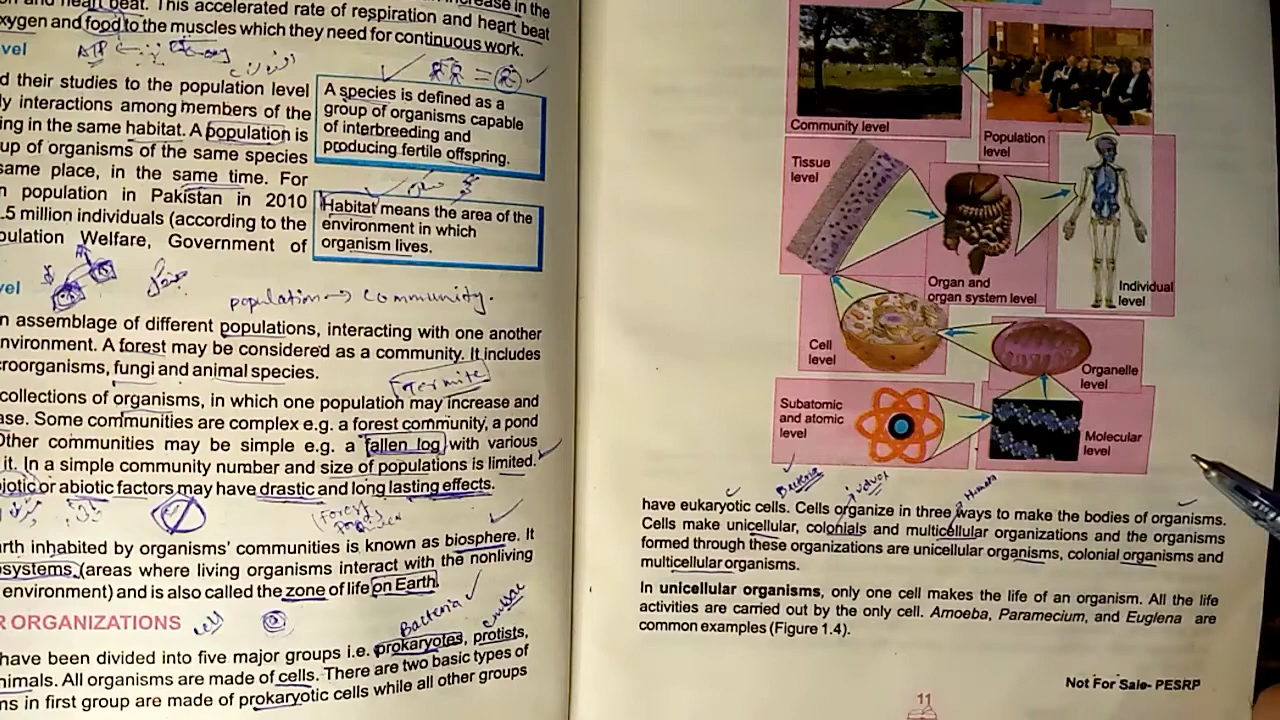 beat. This accelerated rate of respiration and heart beat
xygen and food to the muscles which they need for continuous work.
ATP
vel
d their studies to the population level
ly interactions among members of the
ing in the same habitat. A population is
up of organisms of the same species
same place, in the same time. For
n population in Pakistan in 2010
.5 million individuals (according to the
pulation Welfare, Government of
A species is defined as a
group of organisms capable
of interbreeding and
producing fertile offspring.
Habitat means the area of the
environment in which
organism lives.
vel
population → community.
n assemblage of different populations, interacting with one another
nvironment. A forest may be considered as a community. It includes
croorganisms, fungi and animal species.
Termite
collections of organisms, in which one population may increase and
ase. Some communities are complex e.g. a forest community, a pond
Other communities may be simple e.g. a fallen log with various
it. In a simple community number and size of populations is limited.
biotic or abiotic factors may have drastic and long lasting effects.
arth inhabited by organisms' communities is known as biosphere. It
osystems (areas where living organisms interact with the nonliving
environment) and is also called the zone of life on Earth.
R ORGANIZATIONS
cell
Bacteria
have been divided into five major groups i.e. prokaryotes, protists,
nimals. All organisms are made of cells. There are two basic types of
ms in first group are made of prokaryotic cells while all other groups
Community level
Population
level
Tissue
level
Organ and
organ system level
Individual
level
Cell
level
Organelle
level
Subatomic
and atomic
level
Molecular
level
Bacteria
volvox
have eukaryotic cells. Cells organize in three ways to make the bodies of organisms.
Cells make unicellular, colonials and multicellular organizations and the organisms
formed through these organizations are unicellular organisms, colonial organisms and
multicellular organisms.
In unicellular organisms, only one cell makes the life of an organism. All the life
activities are carried out by the only cell. Amoeba, Paramecium, and Euglena are
common examples (Figure 1.4).
Not For Sale- PESRP
11